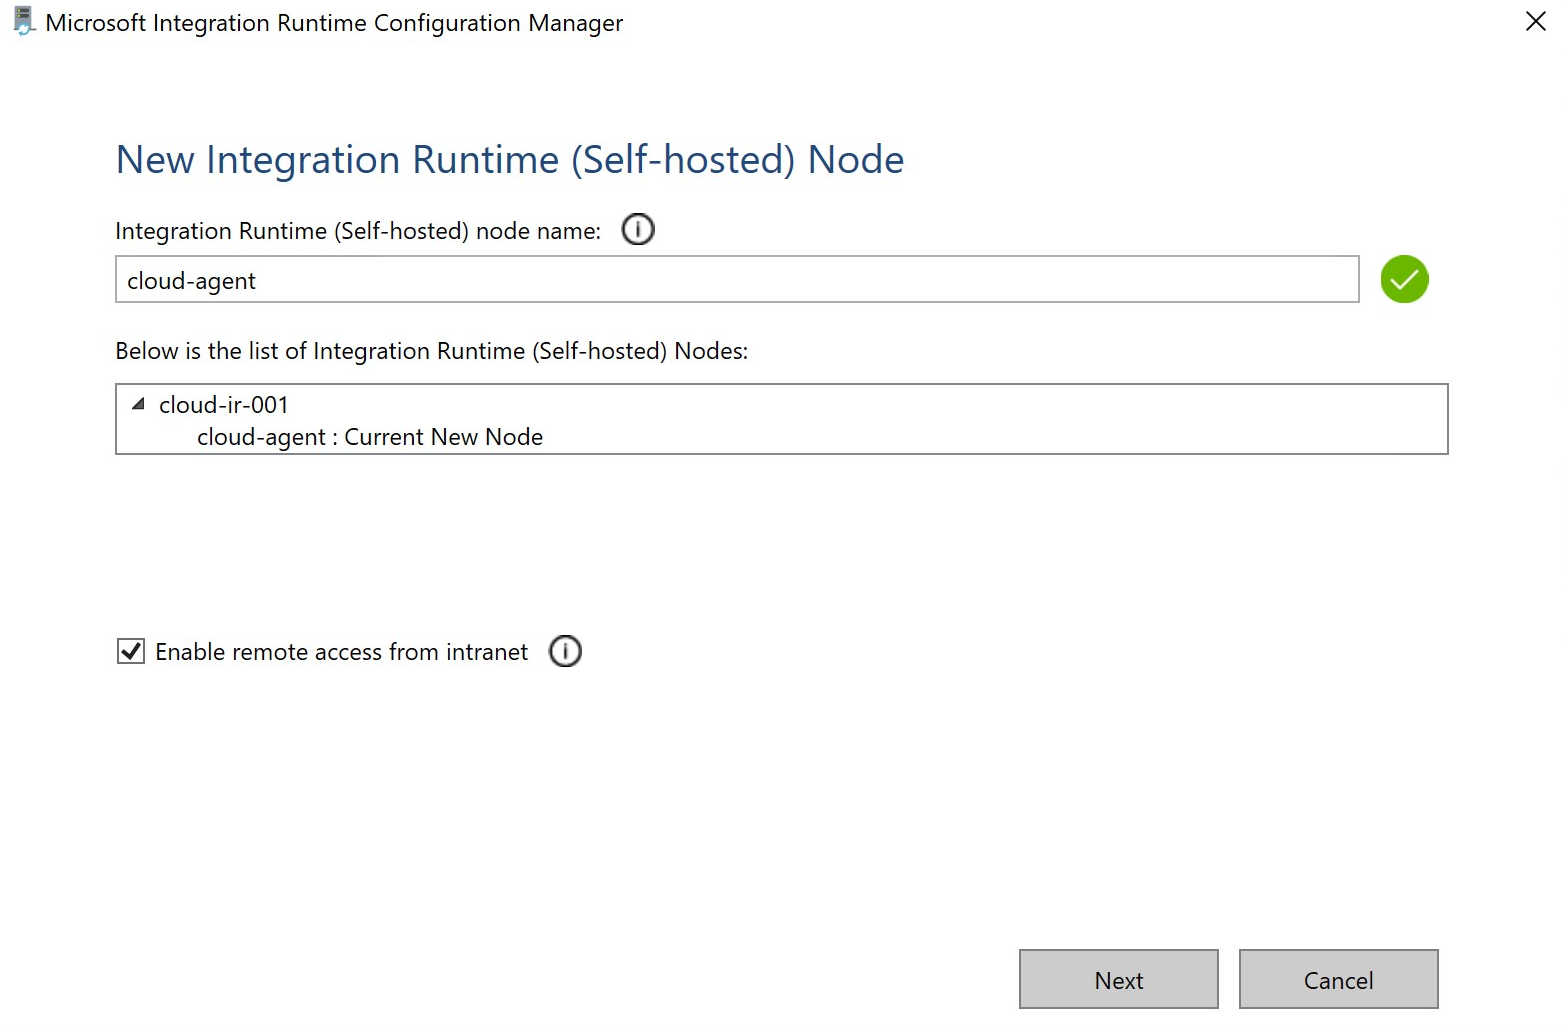 Microsoft Integration Runtime Configuration Manager
New Integration Runtime (Self-hosted) Node
Integration Runtime (Self-hosted) node name:
cloud-agent
Below is the list of Integration Runtime (Self-hosted) Nodes:
cloud-ir-001
cloud-agent : Current New Node
Enable remote access from intranet
Next
Cancel